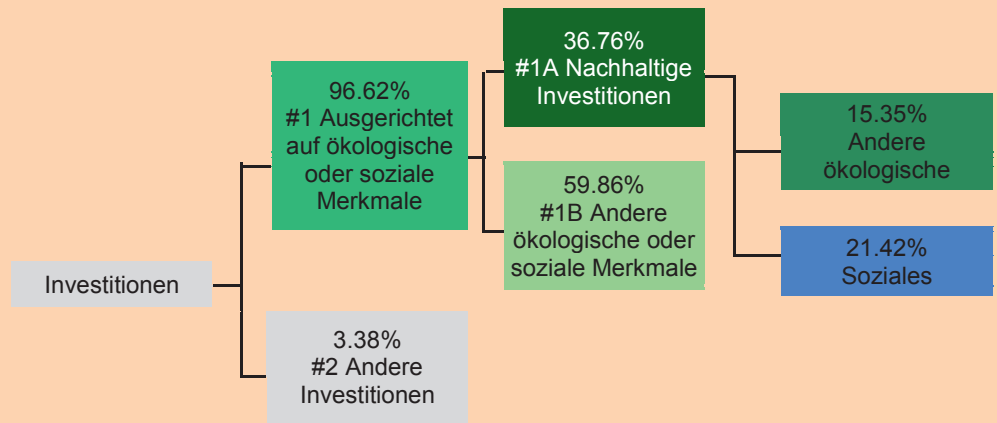 36.76%
#1A Nachhaltige
Investitionen
96.62%
#1 Ausgerichtet
auf ökologische
oder soziale
Merkmale
15.35%
Andere
ökologische
59.86%
#1B Andere
ökologische oder
soziale Merkmale
21.42%
Soziales
Investitionen
3.38%
#2 Andere
Investitionen